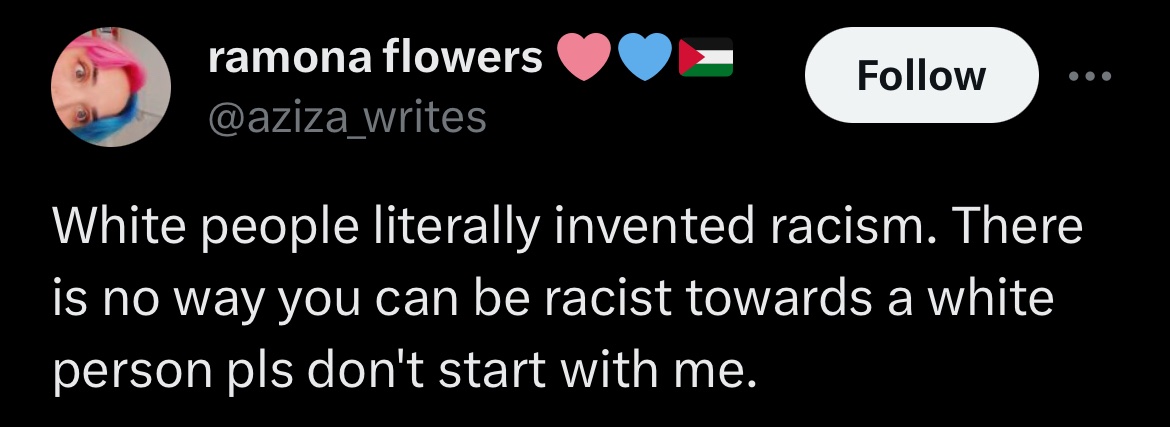 ramona flowers 🩷🩵🇵🇸
Follow
@aziza_writes
White people literally invented racism. There
is no way you can be racist towards a white
person pls don't start with me.